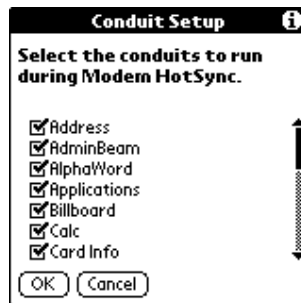 Conduit Setup
Select the conduits to run
during Modem HotSync.
Address
AdminBeam
AlphaWord
Applications
Billboard
Calc
Card Info
OK Cancel